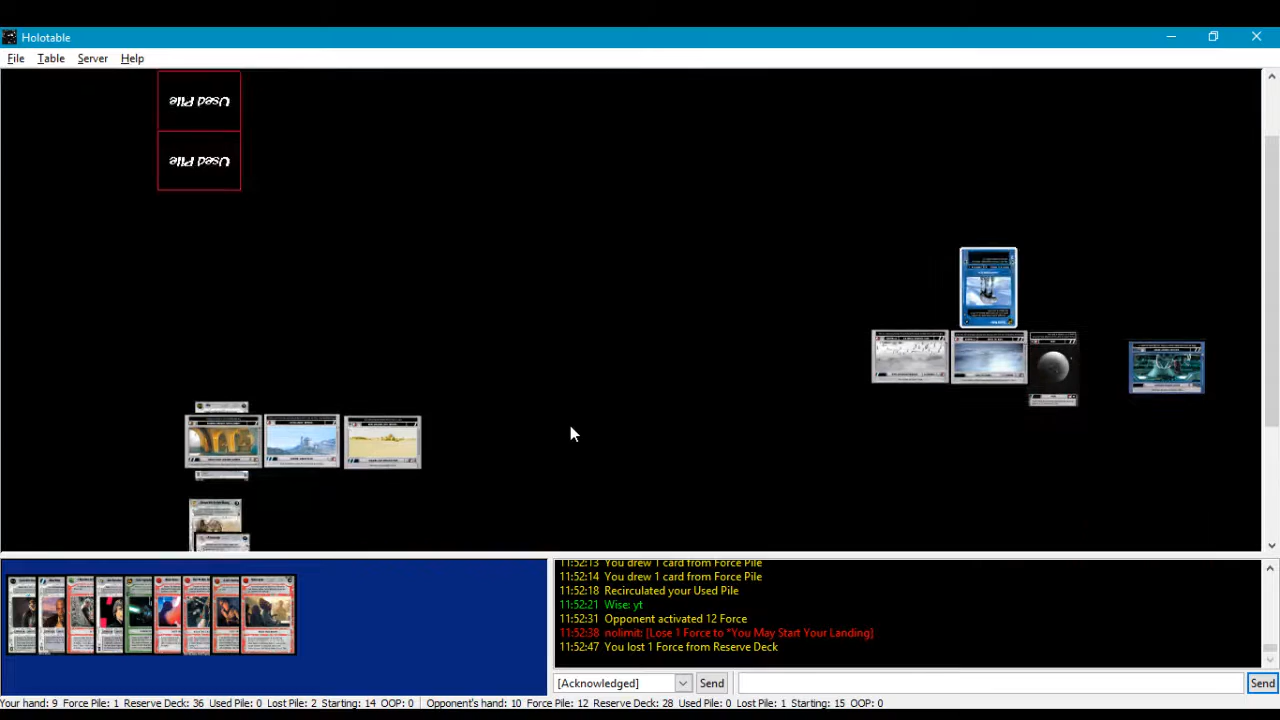 Holotable
File Table Server Help
Used Pile
Used Pile
11:52:13 You drew 1 card from Force Pile
11:52:14 You drew 1 card from Force Pile
11:52:18 Recirculated your Used Pile
11:52:21 Wise: yt
11:52:31 Opponent activated 12 Force
11:52:38 nolimit: [Lose 1 Force to "You May Start Your Landing]
11:52:47 You lost 1 Force from Reserve Deck
[Acknowledged] Send Send
Your hand: 9 Force Pile: 1 Reserve Deck: 36 Used Pile: 0 Lost Pile: 2 Starting: 14 OOP: 0 Opponent's hand: 10 Force Pile: 12 Reserve Deck: 28 Used Pile: 0 Lost Pile: 1 Starting: 15 OOP: 0